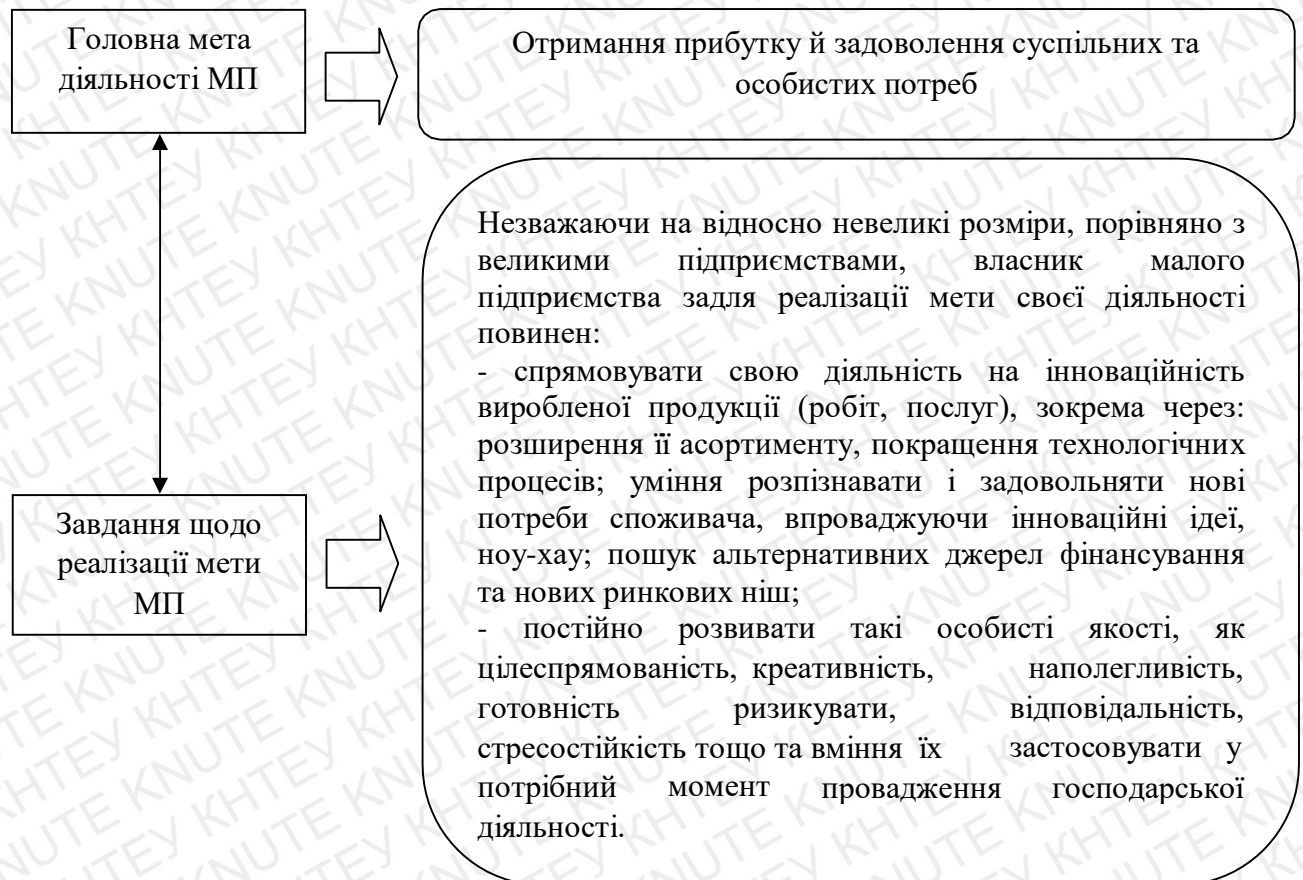 Головна мета
діяльності МП
Отримання прибутку й задоволення суспільних та
особистих потреб
Незважаючи на відносно невеликі розміри, порівняно з
великими підприємствами, власник малого
підприємства задля реалізації мети своєї діяльності
повинен:
- спрямовувати свою діяльність на інноваційність
виробленої продукції (робіт, послуг), зокрема через:
розширення її асортименту, покращення технологічних
процесів; уміння розпізнавати і задовольняти нові
потреби споживача, впроваджуючи інноваційні ідеї,
ноу-хау; пошук альтернативних джерел фінансування
та нових ринкових ніш;
- постійно розвивати такі особисті якості, як
цілеспрямованість, креативність, наполегливість,
готовність ризикувати, відповідальність,
стресостійкість тощо та вміння їх застосовувати у
потрібний момент провадження господарської
діяльності.
Завдання щодо
реалізації мети
МП